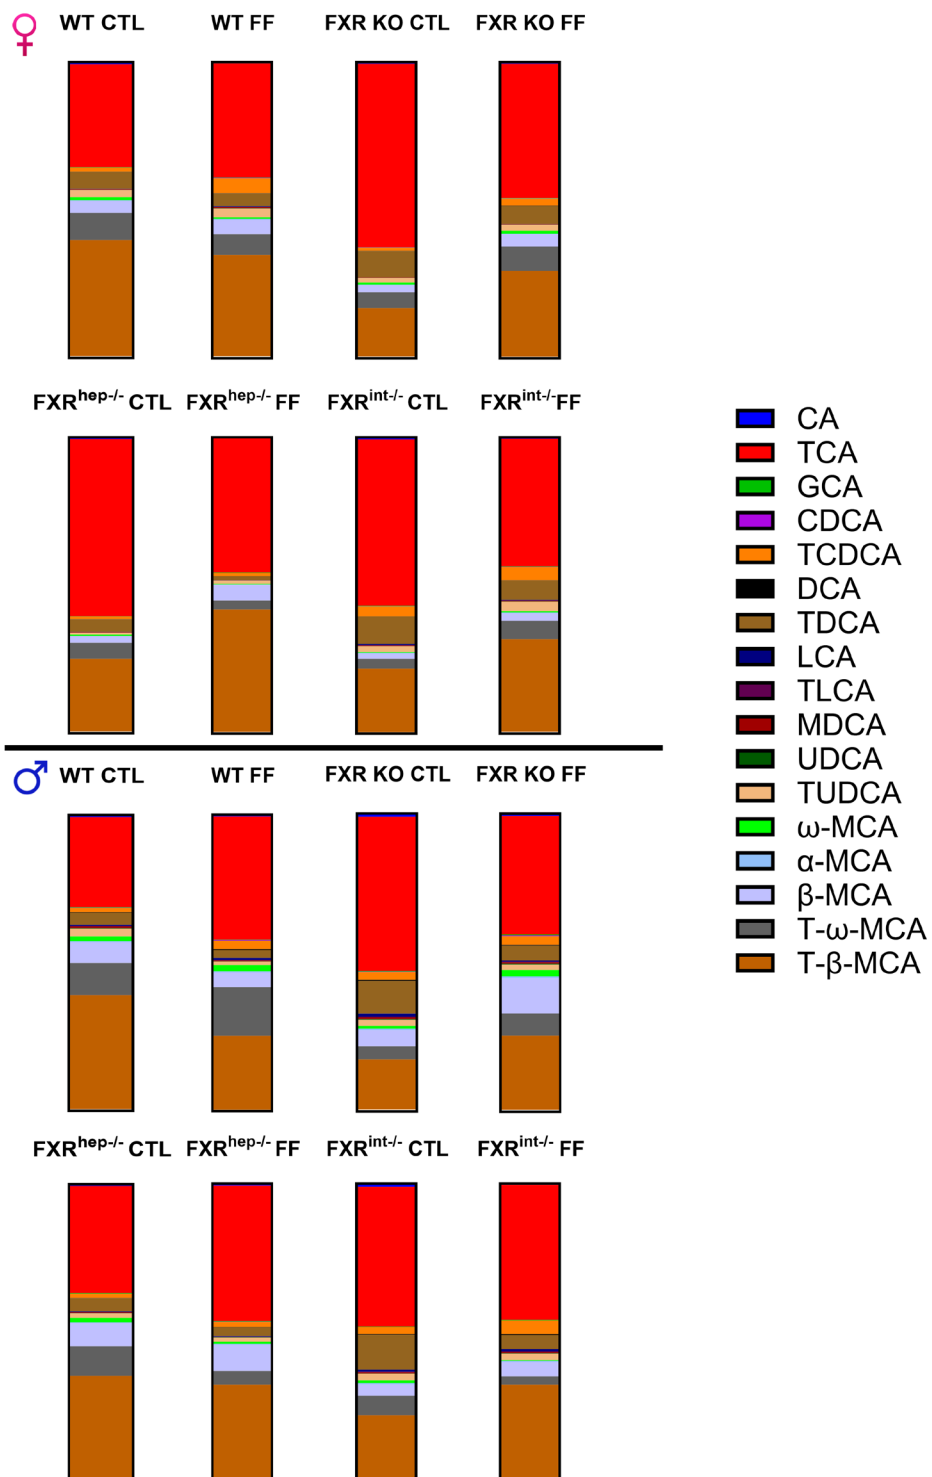 WT CTL WT FF FXR KO CTL FXR KO FF
FXRhep-/- CTL FXRhep-/- FF FXRint-/- CTL FXRint-/-FF
WT CTL WT FF FXR KO CTL FXR KO FF
FXRhep-/- CTL FXRhep-/- FF FXRint-/- CTL FXRint-/- FF
CA
TCA
GCA
CDCA
TCDCA
DCA
TDCA
LCA
TLCA
MDCA
UDCA
TUDCA
ω-MCA
α-MCA
β-MCA
T-ω-MCA
T-β-MCA